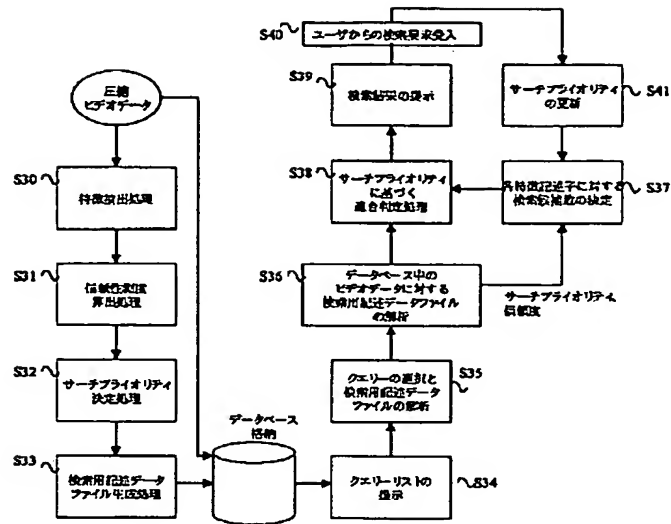 圧縮
ビデオデータ
S30
特徴抽出処理
S31
信頼性尺度
算出処理
S32
サーチプライオリティ
決定処理
S33
検索用記述データ
ファイル生成処理
データベース
格納
S34
クエリーリストの
提示
S35
クエリーの選択と
検索用記述データ
ファイルの解析
S36
データベース中の
ビデオデータに対する
検索用記述データファイル
の解析
サーチプライオリティ,
信頼度
S37
各特徴記述子に対する
検索候補数の決定
S38
サーチプライオリティ
に基づく
適合判定処理
S39
検索結果の提示
S40
ユーザからの検索要求受入
S41
サーチプライオリティ
の更新